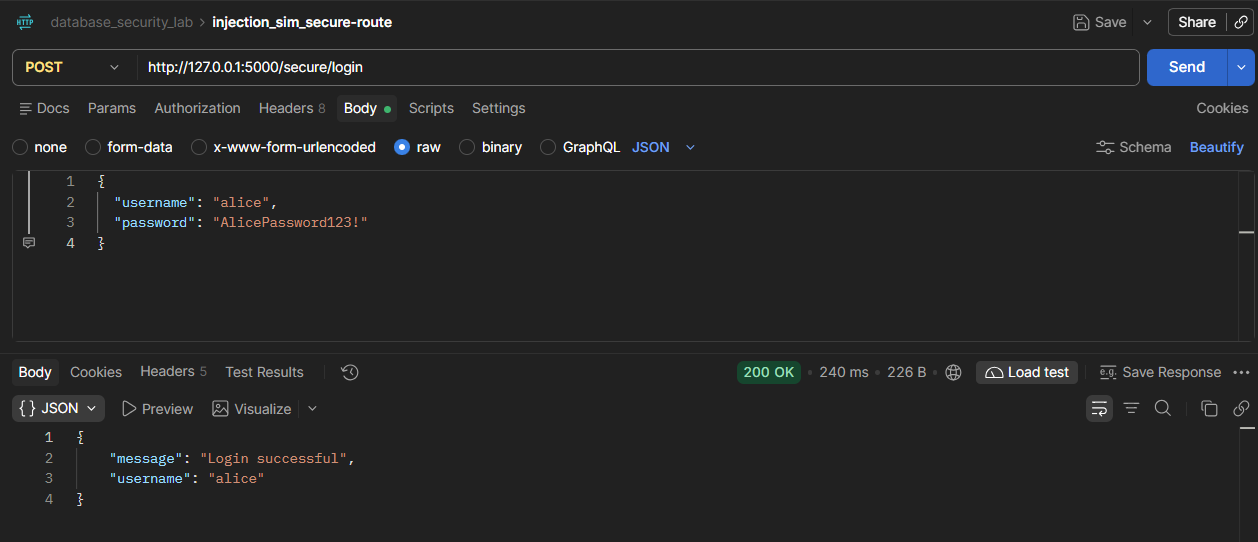 HTTP database_security_lab > injection_sim_secure-route Save Share
POST http://127.0.0.1:5000/secure/login Send
Docs Params Authorization Headers 8 Body Scripts Settings Cookies
none form-data x-www-form-urlencoded raw binary GraphQL JSON Schema Beautify
1 {
2 "username": "alice",
3 "password": "AlicePassword123!"
4 }
Body Cookies Headers 5 Test Results 200 OK • 240 ms • 226 B • Load test e.g. Save Response •••
{} JSON Preview Visualize
1 {
2 "message": "Login successful",
3 "username": "alice"
4 }